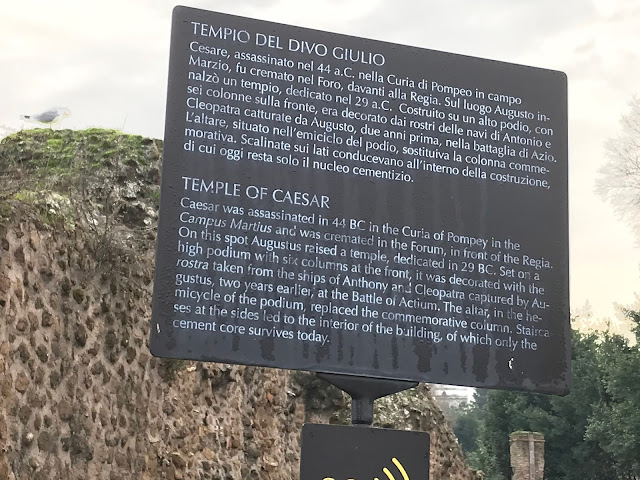 TEMPIO DEL DIVO GIULIO
Cesare, assassinato nel 44 a.C. nella Curia di Pompeo in campo
Marzio, fu cremato nel Foro, davanti alla Regia. Sul luogo Augusto in-
nalzò un tempio, dedicato nel 29 a.C. Costruito su un alto podio, con
sei colonne sulla fronte, era decorato dai rostri delle navi di Antonio e
Cleopatra catturate da Augusto, due anni prima, nella battaglia di Azio.
L'altare, situato nell'emiciclo del podio, sostituiva la colonna comme-
morativa. Scalinate sui lati conducevano all'interno della costruzione,
di cui oggi resta solo il nucleo cementizio.
TEMPLE OF CAESAR
Caesar was assassinated in 44 BC in the Curia of Pompey in the
Campus Martius and was cremated in the Forum, in front of the Regia.
On this spot Augustus raised a temple, dedicated in 29 BC. Set on a
high podium with six columns at the front, it was decorated with the
rostra taken from the ships of Anthony and Cleopatra captured by Au-
gustus, two years earlier, at the Battle of Actium. The altar, in the he-
micycle of the podium, replaced the commemorative column. Stairca-
ses at the sides led to the interior of the building, of which only the
cement core survives today.